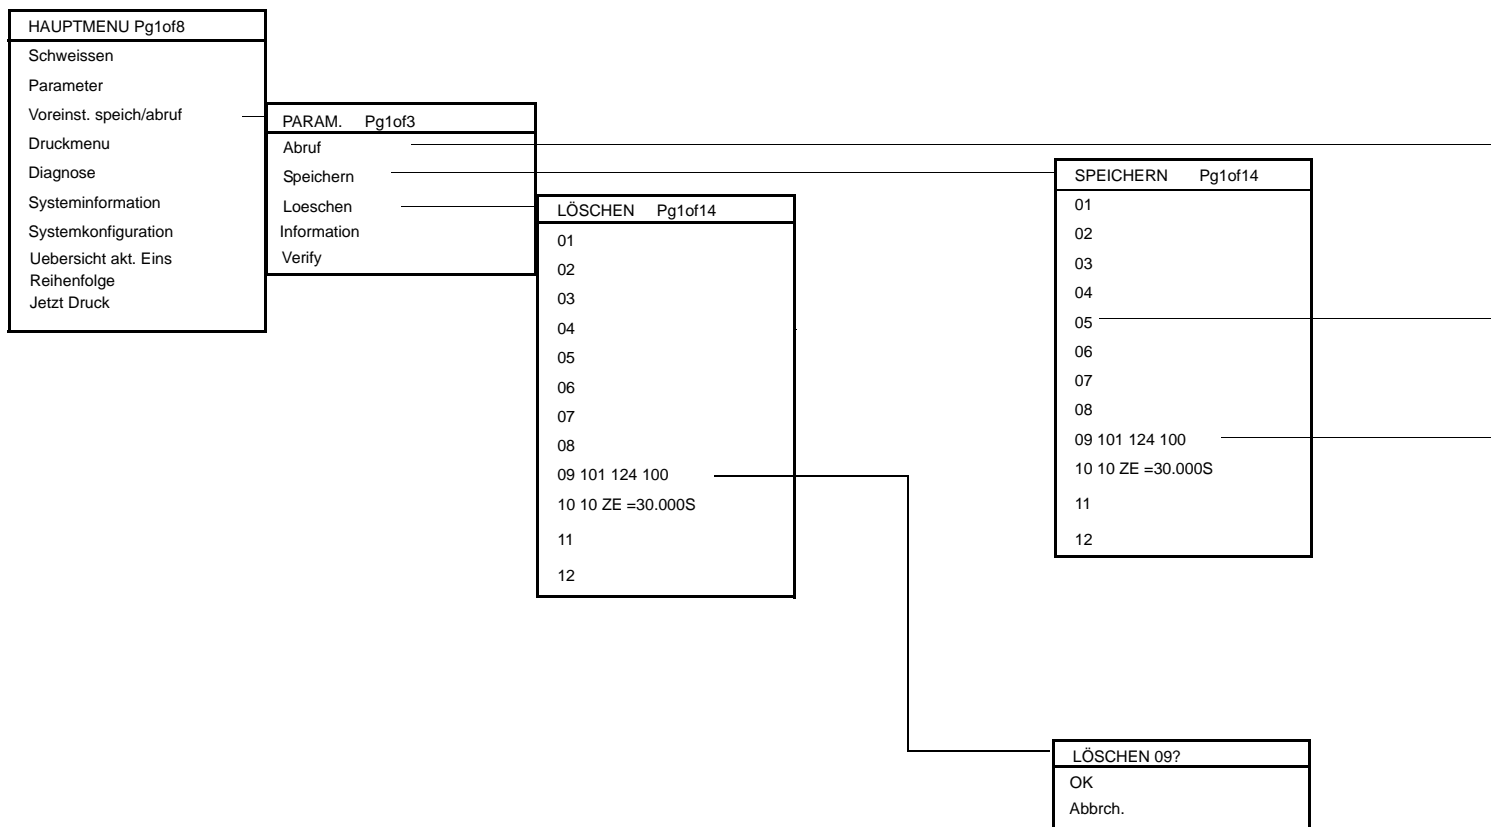 HAUPTMENU Pg1of8
Schweissen
Parameter
Voreinst. speich/abruf
Druckmenu
Diagnose
Systeminformation
Systemkonfiguration
Uebersicht akt. Eins
Reihenfolge
Jetzt Druck
PARAM. Pg1of3
Abruf
Speichern
Loeschen
Information
Verify
LÖSCHEN Pg1of14
01
02
03
04
05
06
07
08
09 101 124 100
10 10 ZE =30.000S
11
12
SPEICHERN Pg1of14
01
02
03
04
05
06
07
08
09 101 124 100
10 10 ZE =30.000S
11
12
LÖSCHEN 09?
OK
Abbrch.